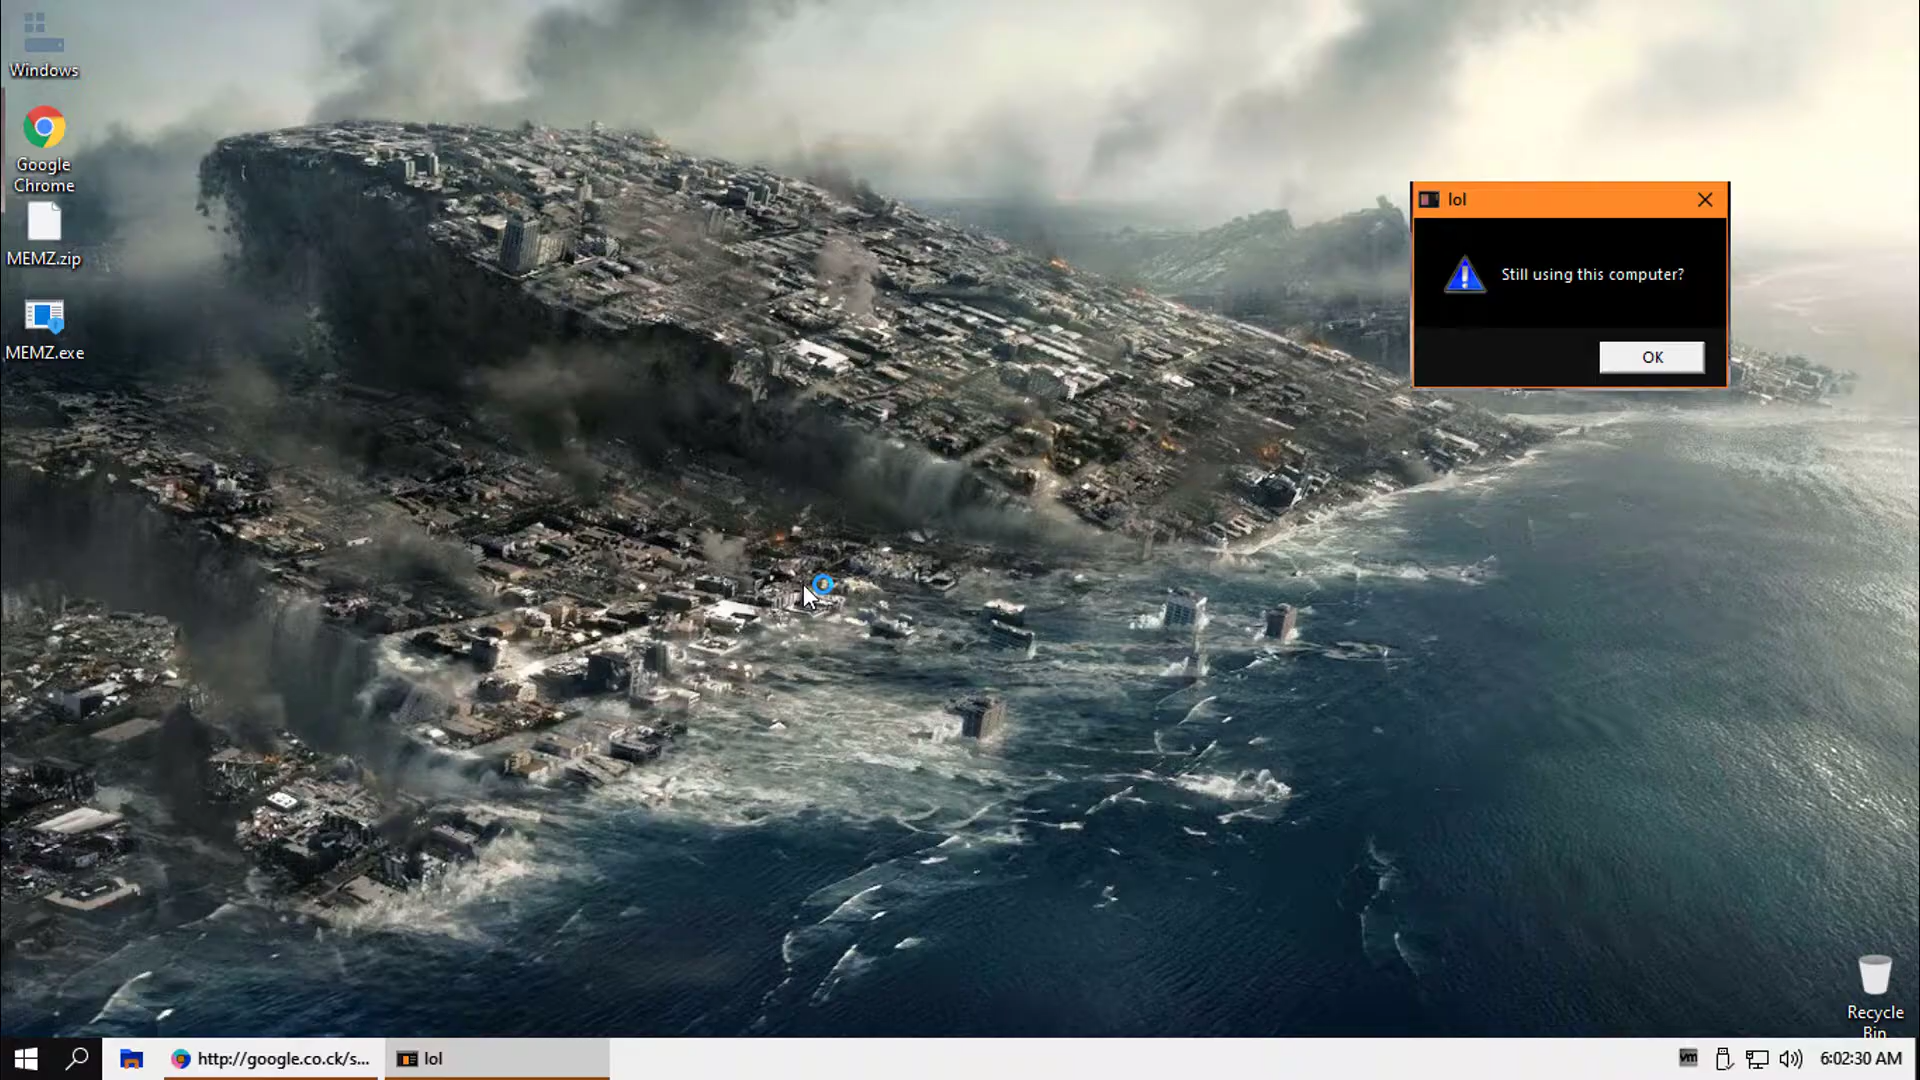 Windows
Google
Chrome
MEMZ.zip
MEMZ.exe
lol
Still using this computer?
OK
Recycle
Bin
http://google.co.ck/s...
lol
vm
6:02:30 AM